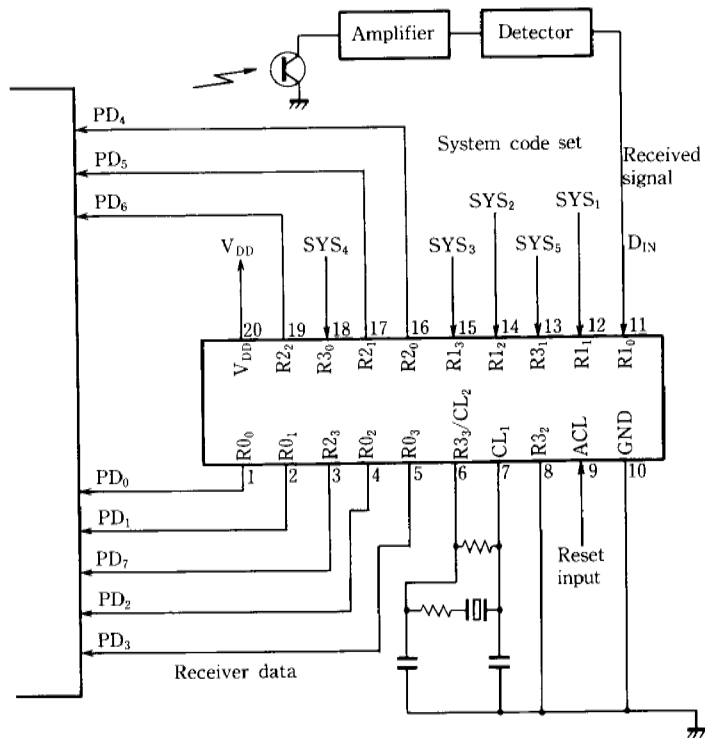 Amplifier
Detector
PD₄
PD₅
PD₆
System code set
Received
signal
SYS₂
SYS₁
V_DD
SYS₄
SYS₃
SYS₅
D_IN
20 19 18 17 16 15 14 13 12 11
V_DD R2₂ R3₀ R2₁ R2₀ R1₃ R1₂ R3₁ R1₁ R1₀
R0₀ R0₁ R2₃ R0₂ R0₃ R3₃/CL₂ CL₁ R3₂ ACL GND
1 2 3 4 5 6 7 8 9 10
PD₀
PD₁
PD₇
PD₂
PD₃
Reset
input
Receiver data